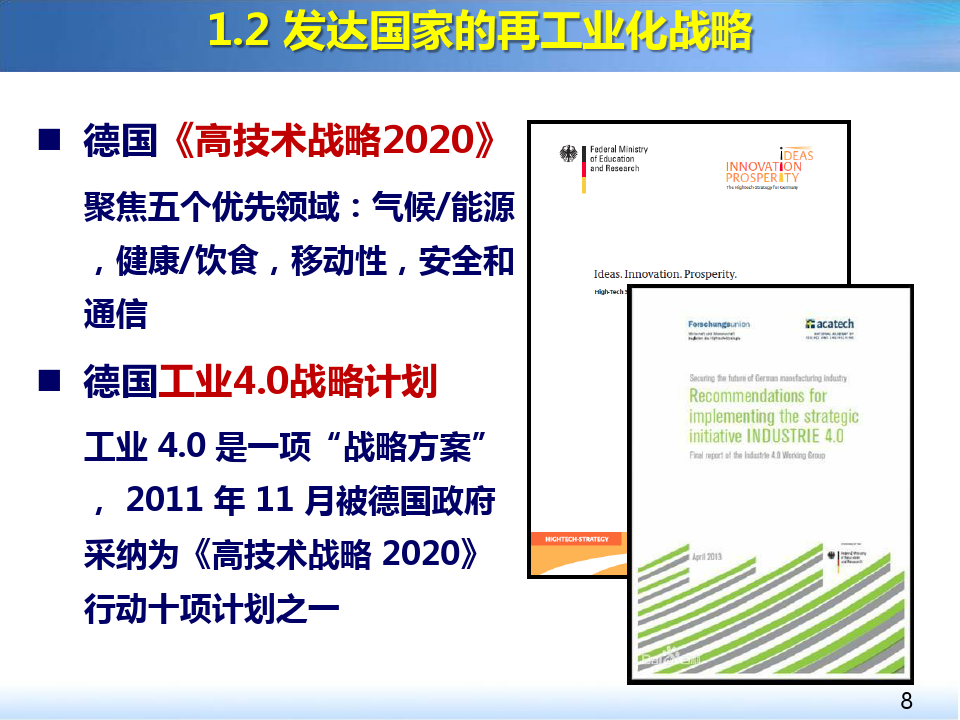 1.2 发达国家的再工业化战略
■ 德国《高技术战略2020》
聚焦五个优先领域：气候/能源
，健康/饮食，移动性，安全和
通信
■ 德国工业4.0战略计划
工业 4.0 是一项“战略方案”
， 2011 年 11 月被德国政府
采纳为《高技术战略 2020》
行动十项计划之一
Federal Ministry
of Education
and Research
iDEAS
INNOVATiON
PROSPERiTY
The Hightech Strategy for Germany
Ideas. Innovation. Prosperity.
High-Tech S
HIGHTECH-STRATEGY
Forschungsunion
acatech
Securing the future of German manufacturing industry
Recommendations for
implementing the strategic
initiative INDUSTRIE 4.0
Final report of the Industrie 4.0 Working Group
April 2013
8